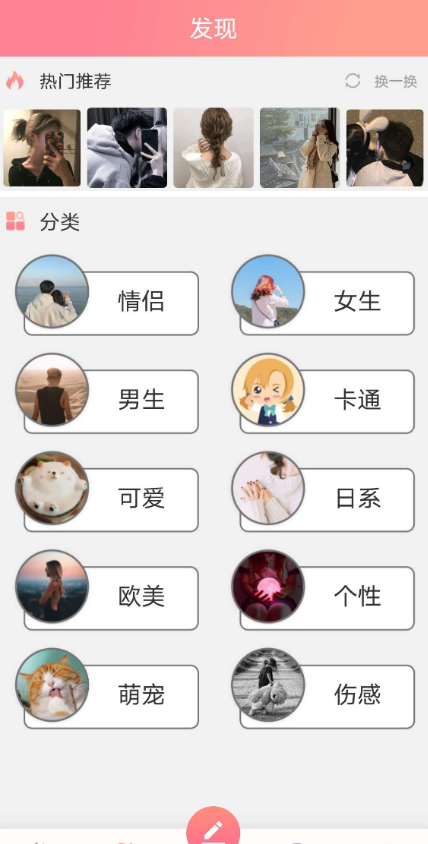 发现
热门推荐 换一换
分类
情侣 女生
男生 卡通
可爱 日系
欧美 个性
萌宠 伤感